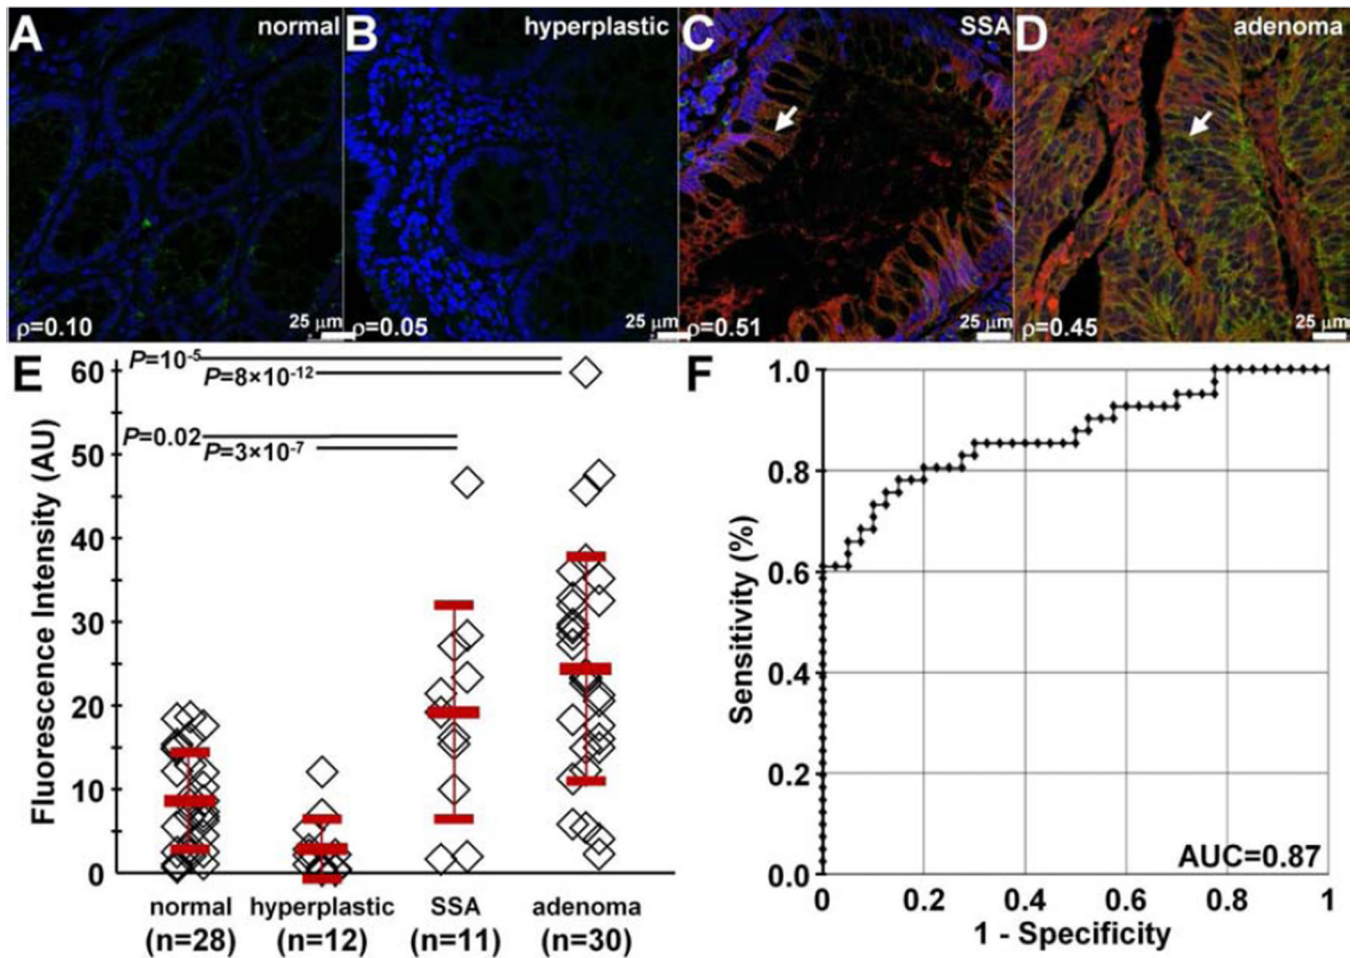 A normal
B hyperplastic
C SSA
D adenoma
ρ=0.10 25 μm
ρ=0.05 25 μm
ρ=0.51 25 μm
ρ=0.45 25 μm
E
P=10-5
P=8×10-12
P=0.02
P=3×10-7
Fluorescence Intensity (AU)
60
50
40
30
20
10
0
normal hyperplastic SSA adenoma
(n=28) (n=12) (n=11) (n=30)
F
Sensitivity (%)
1.0
0.8
0.6
0.4
0.2
0.0
AUC=0.87
0 0.2 0.4 0.6 0.8 1
1 - Specificity